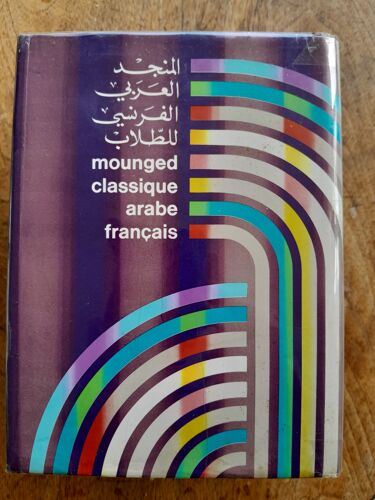 المنجد
العربي
الفرنسي
للطلاب
mounged
classique
arabe
français